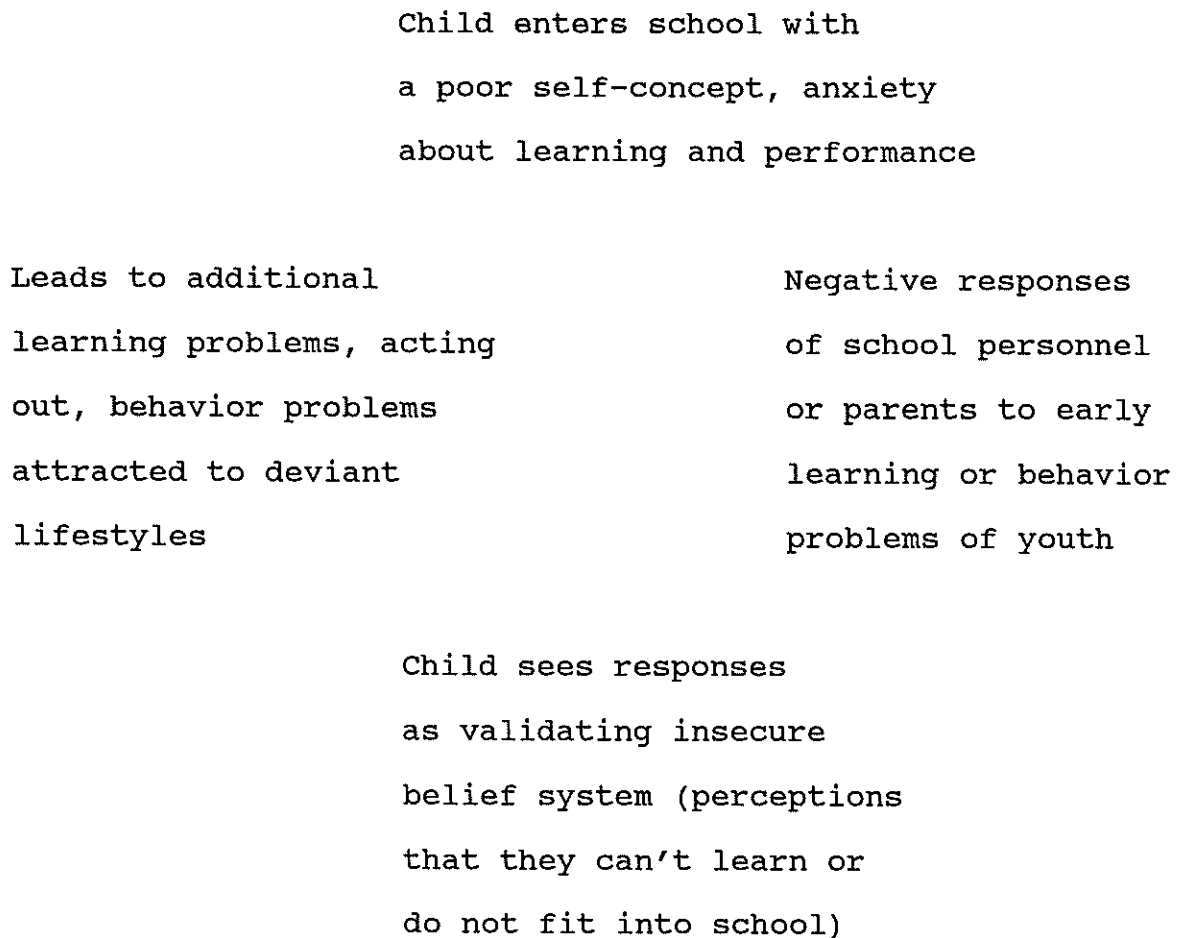 Child enters school with
a poor self-concept, anxiety
about learning and performance
Leads to additional
learning problems, acting
out, behavior problems
attracted to deviant
lifestyles
Negative responses
of school personnel
or parents to early
learning or behavior
problems of youth
Child sees responses
as validating insecure
belief system (perceptions
that they can't learn or
do not fit into school)